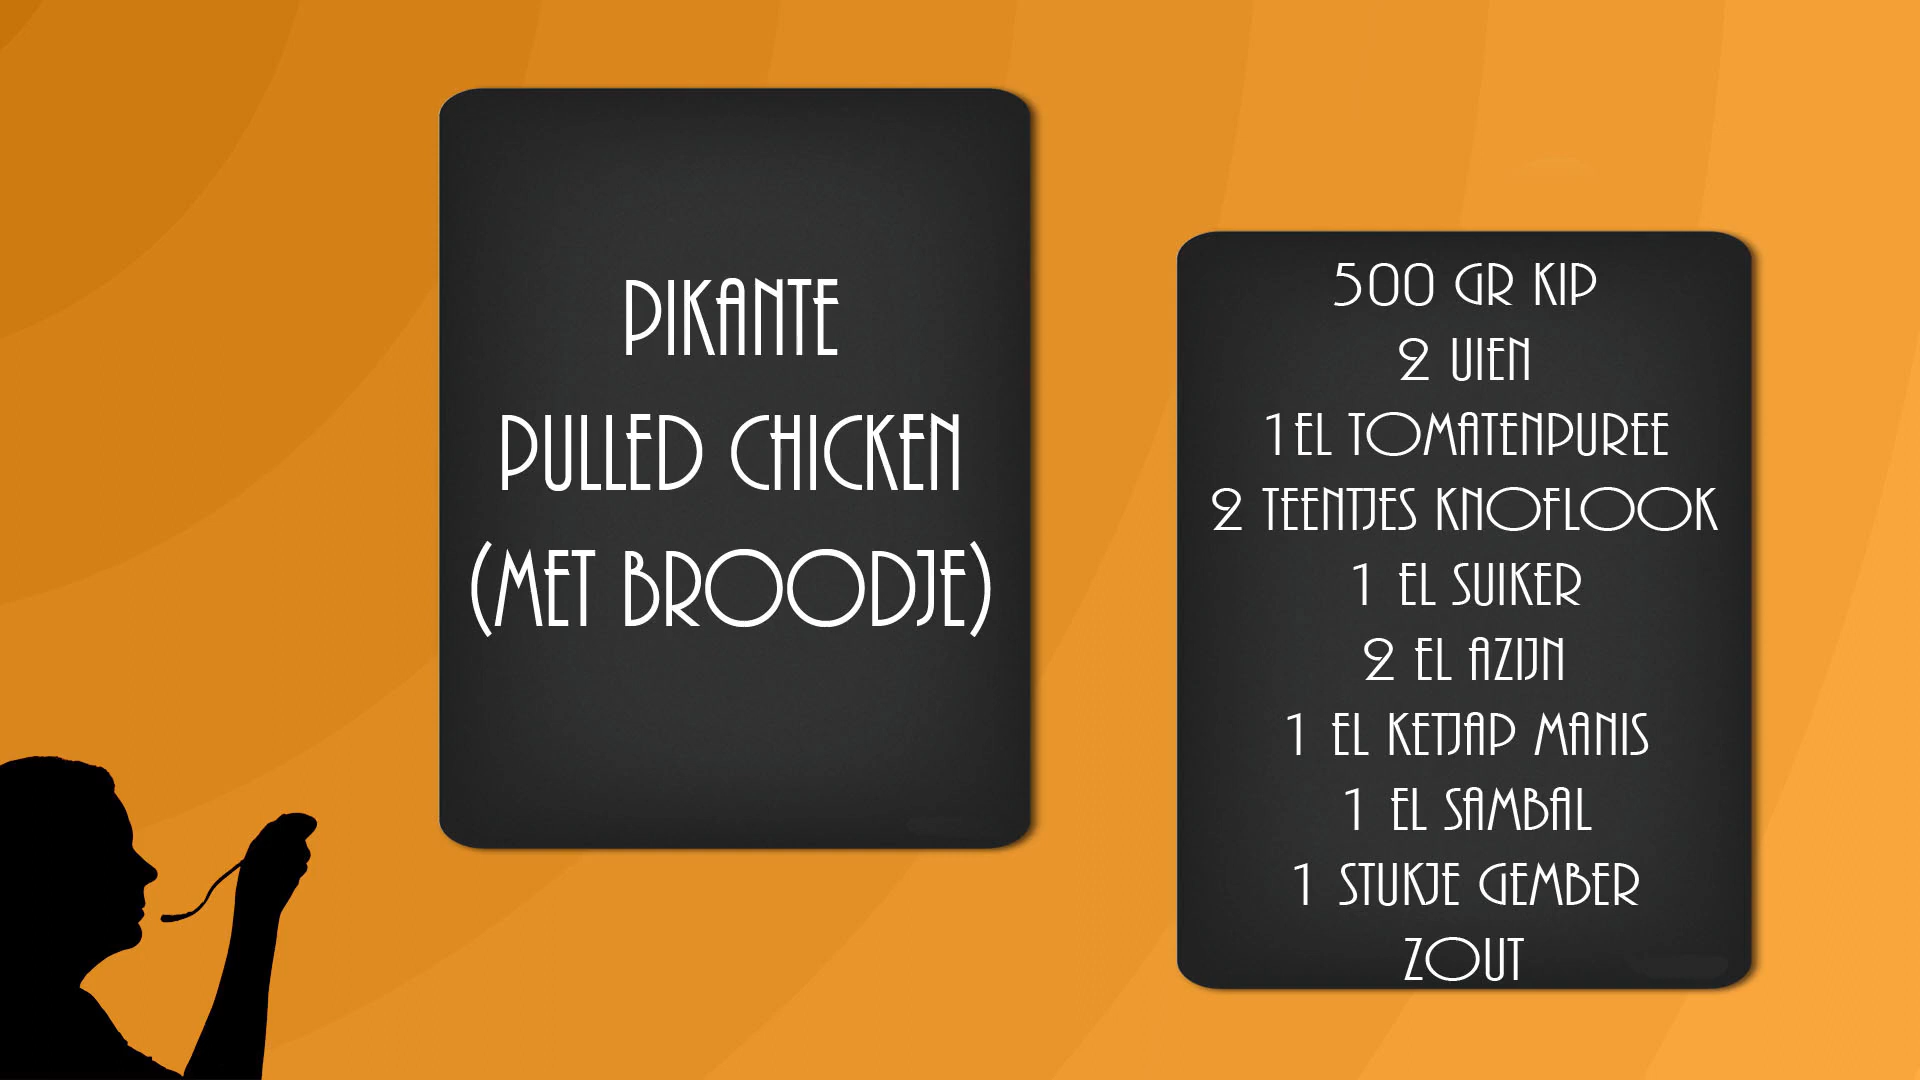 PIKANTE
PULLED CHICKEN
(MET BROODJE)
500 GR KIP
2 UIEN
1 EL TOMATENPUREE
2 TEENTJES KNOFLOOK
1 EL SUIKER
2 EL AZIJN
1 EL KETJAP MANIS
1 EL SAMBAL
1 STUKJE GEMBER
ZOUT